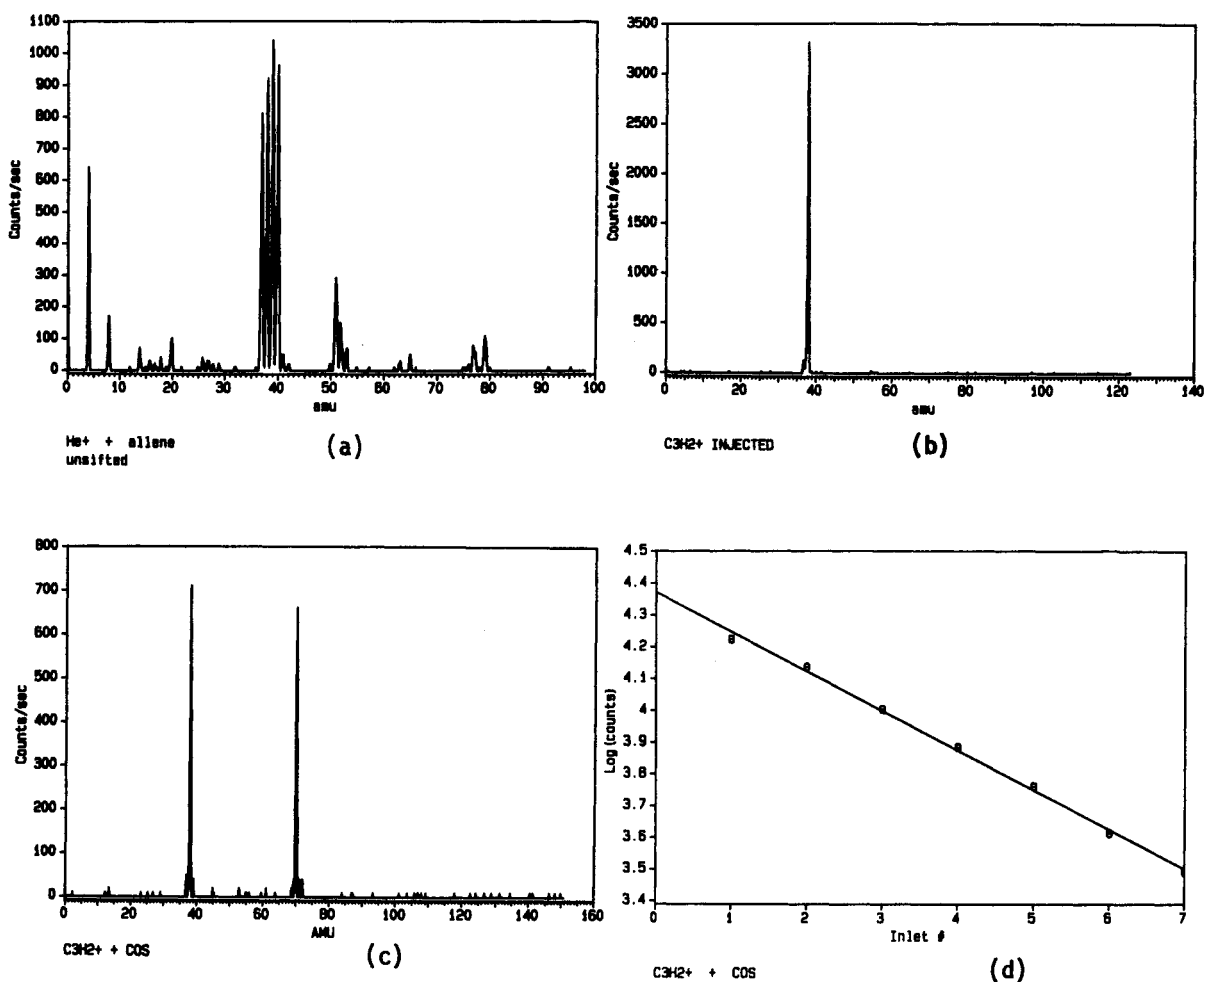 1100
1000
900
800
700
600
500
400
300
200
100
0
Counts/sec
0 10 20 30 40 50 60 70 80 90 100
amu
He+ + allene
unsifted
(a)
3500
3000
2500
2000
1500
1000
500
0
Counts/sec
0 20 40 60 80 100 120 140
amu
C3H2+ INJECTED
(b)
800
700
600
500
400
300
200
100
0
Counts/sec
0 20 40 60 80 100 120 140 160
AMU
C3H2+ + COS
(c)
4.5
4.4
4.3
4.2
4.1
4
3.9
3.8
3.7
3.6
3.5
3.4
Log(counts)
0 1 2 3 4 5 6 7
Inlet #
C3H2+ + COS
(d)